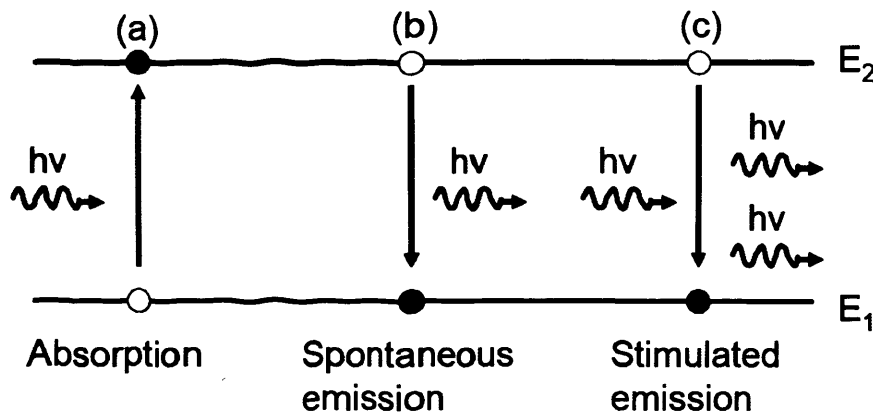 (a) (b) (c)
E2
hv hv hv hv
hv
E1
Absorption Spontaneous emission Stimulated emission